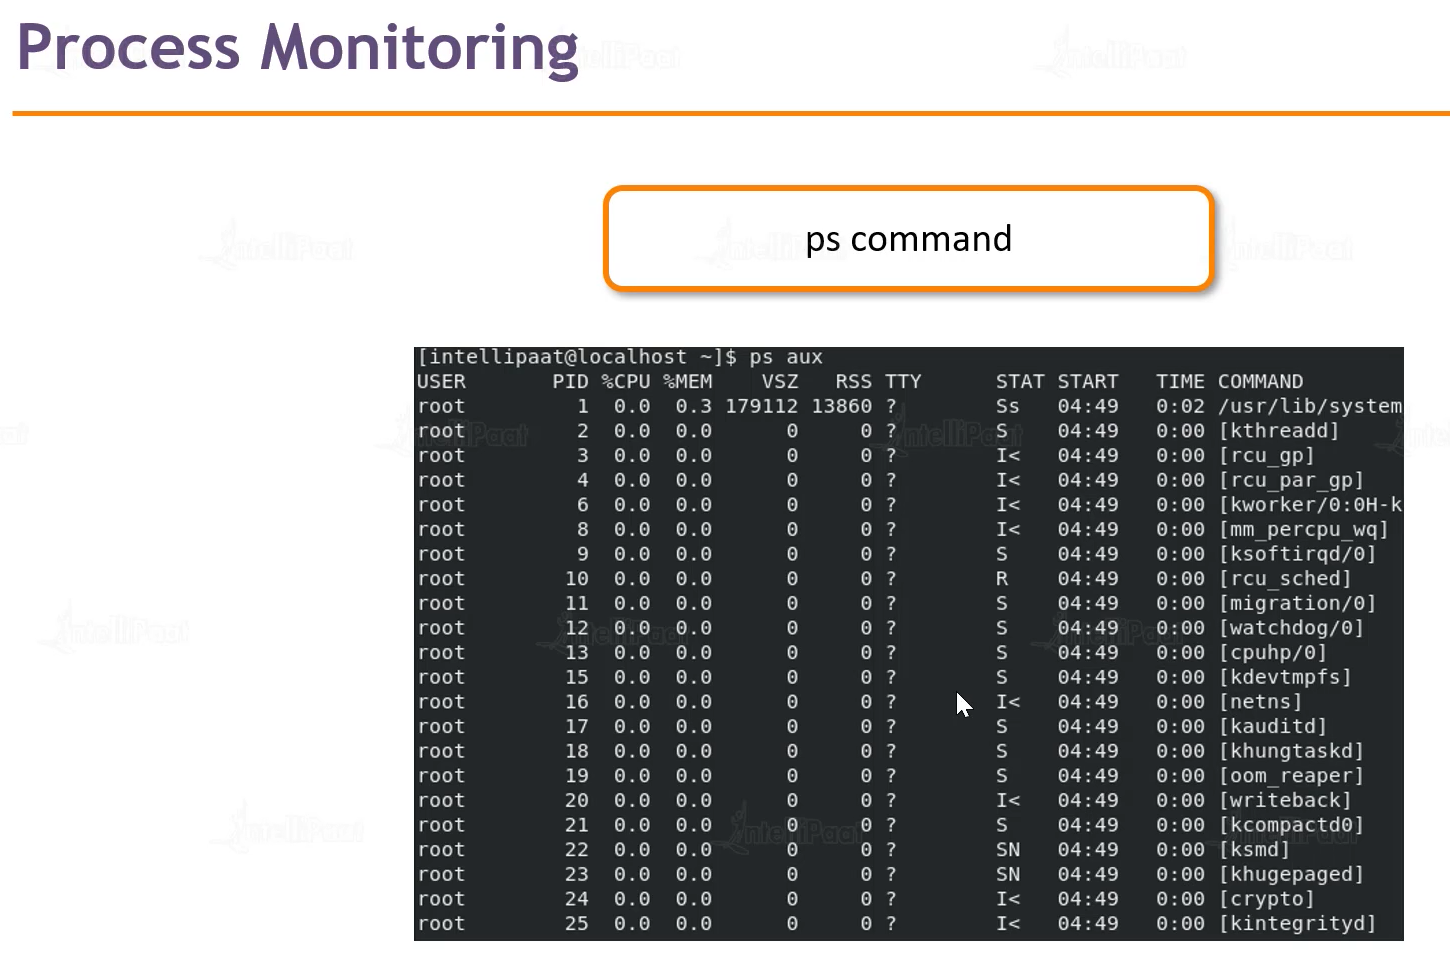 Process Monitoring
ps command
[intellipaat@localhost ~]$ ps aux
USER PID %CPU %MEM VSZ RSS TTY STAT START TIME COMMAND
root 1 0.0 0.3 179112 13860 ? Ss 04:49 0:02 /usr/lib/system
root 2 0.0 0.0 0 0 ? S 04:49 0:00 [kthreadd]
root 3 0.0 0.0 0 0 ? I< 04:49 0:00 [rcu_gp]
root 4 0.0 0.0 0 0 ? I< 04:49 0:00 [rcu_par_gp]
root 6 0.0 0.0 0 0 ? I< 04:49 0:00 [kworker/0:0H-k
root 8 0.0 0.0 0 0 ? I< 04:49 0:00 [mm_percpu_wq]
root 9 0.0 0.0 0 0 ? S 04:49 0:00 [ksoftirqd/0]
root 10 0.0 0.0 0 0 ? R 04:49 0:00 [rcu_sched]
root 11 0.0 0.0 0 0 ? S 04:49 0:00 [migration/0]
root 12 0.0 0.0 0 0 ? S 04:49 0:00 [watchdog/0]
root 13 0.0 0.0 0 0 ? S 04:49 0:00 [cpuhp/0]
root 15 0.0 0.0 0 0 ? S 04:49 0:00 [kdevtmpfs]
root 16 0.0 0.0 0 0 ? I< 04:49 0:00 [netns]
root 17 0.0 0.0 0 0 ? S 04:49 0:00 [kauditd]
root 18 0.0 0.0 0 0 ? S 04:49 0:00 [khungtaskd]
root 19 0.0 0.0 0 0 ? S 04:49 0:00 [oom_reaper]
root 20 0.0 0.0 0 0 ? I< 04:49 0:00 [writeback]
root 21 0.0 0.0 0 0 ? S 04:49 0:00 [kcompactd0]
root 22 0.0 0.0 0 0 ? SN 04:49 0:00 [ksmd]
root 23 0.0 0.0 0 0 ? SN 04:49 0:00 [khugepaged]
root 24 0.0 0.0 0 0 ? I< 04:49 0:00 [crypto]
root 25 0.0 0.0 0 0 ? I< 04:49 0:00 [kintegrityd]